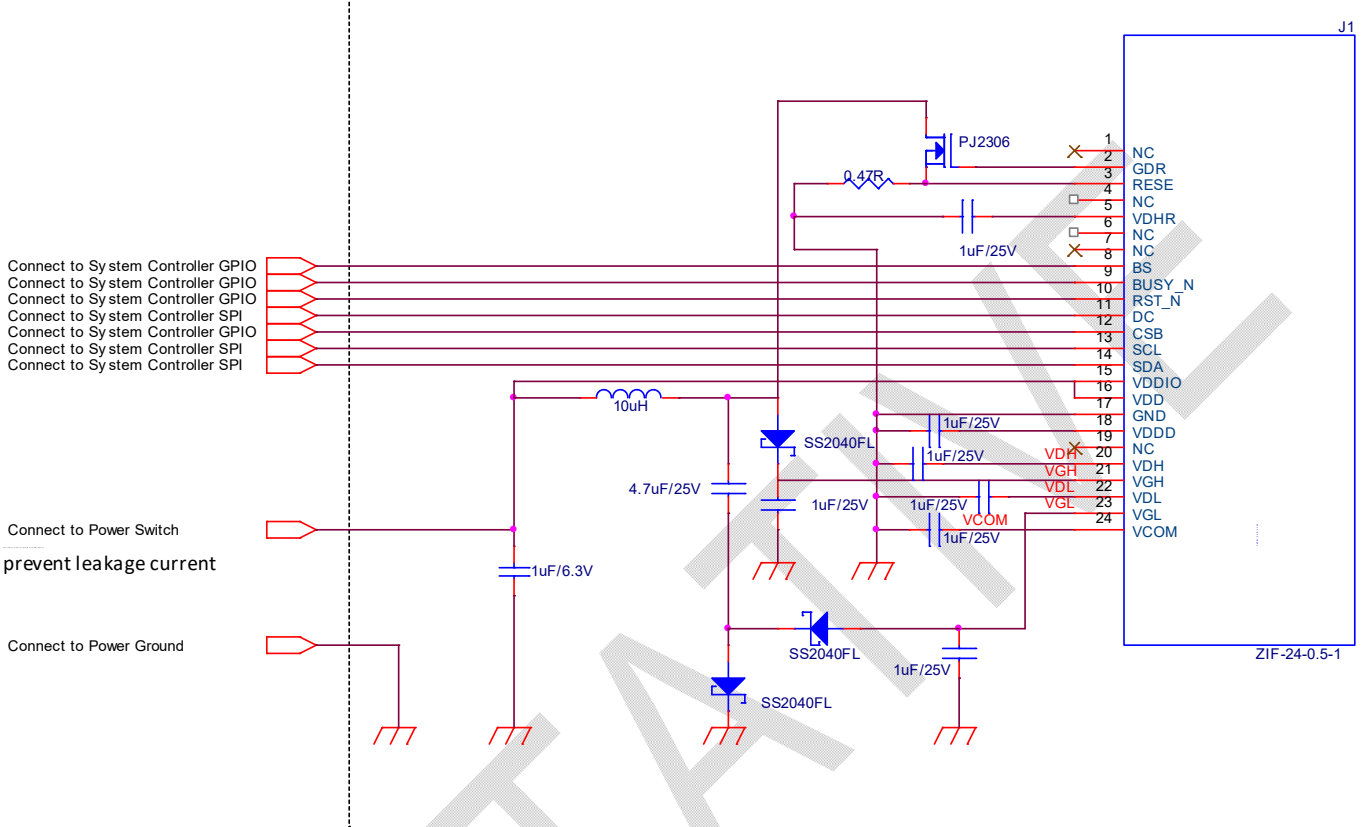 J1
PJ2306
0.47R
1uF/25V
1 NC
2 GDR
3 RESE
4 NC
5 VDHR
6 NC
7 NC
8 BS
9 BUSY_N
10 RST_N
11 DC
12 CSB
13 SCL
14 SDA
15 VDDIO
16 VDD
17 GND
18 VDDD
19 NC
20 VDH
21 VGH
22 VDL
23 VGL
24 VCOM
Connect to System Controller GPIO
Connect to System Controller GPIO
Connect to System Controller GPIO
Connect to System Controller SPI
Connect to System Controller GPIO
Connect to System Controller SPI
Connect to System Controller SPI
10uH
SS2040FL
1uF/25V
1uF/25V
VDH
VGH
VDL
VGL
4.7uF/25V
1uF/25V
1uF/25V
VCOM
1uF/25V
Connect to Power Switch
prevent leakage current
1uF/6.3V
Connect to Power Ground
SS2040FL
1uF/25V
SS2040FL
ZIF-24-0.5-1
TATIVE